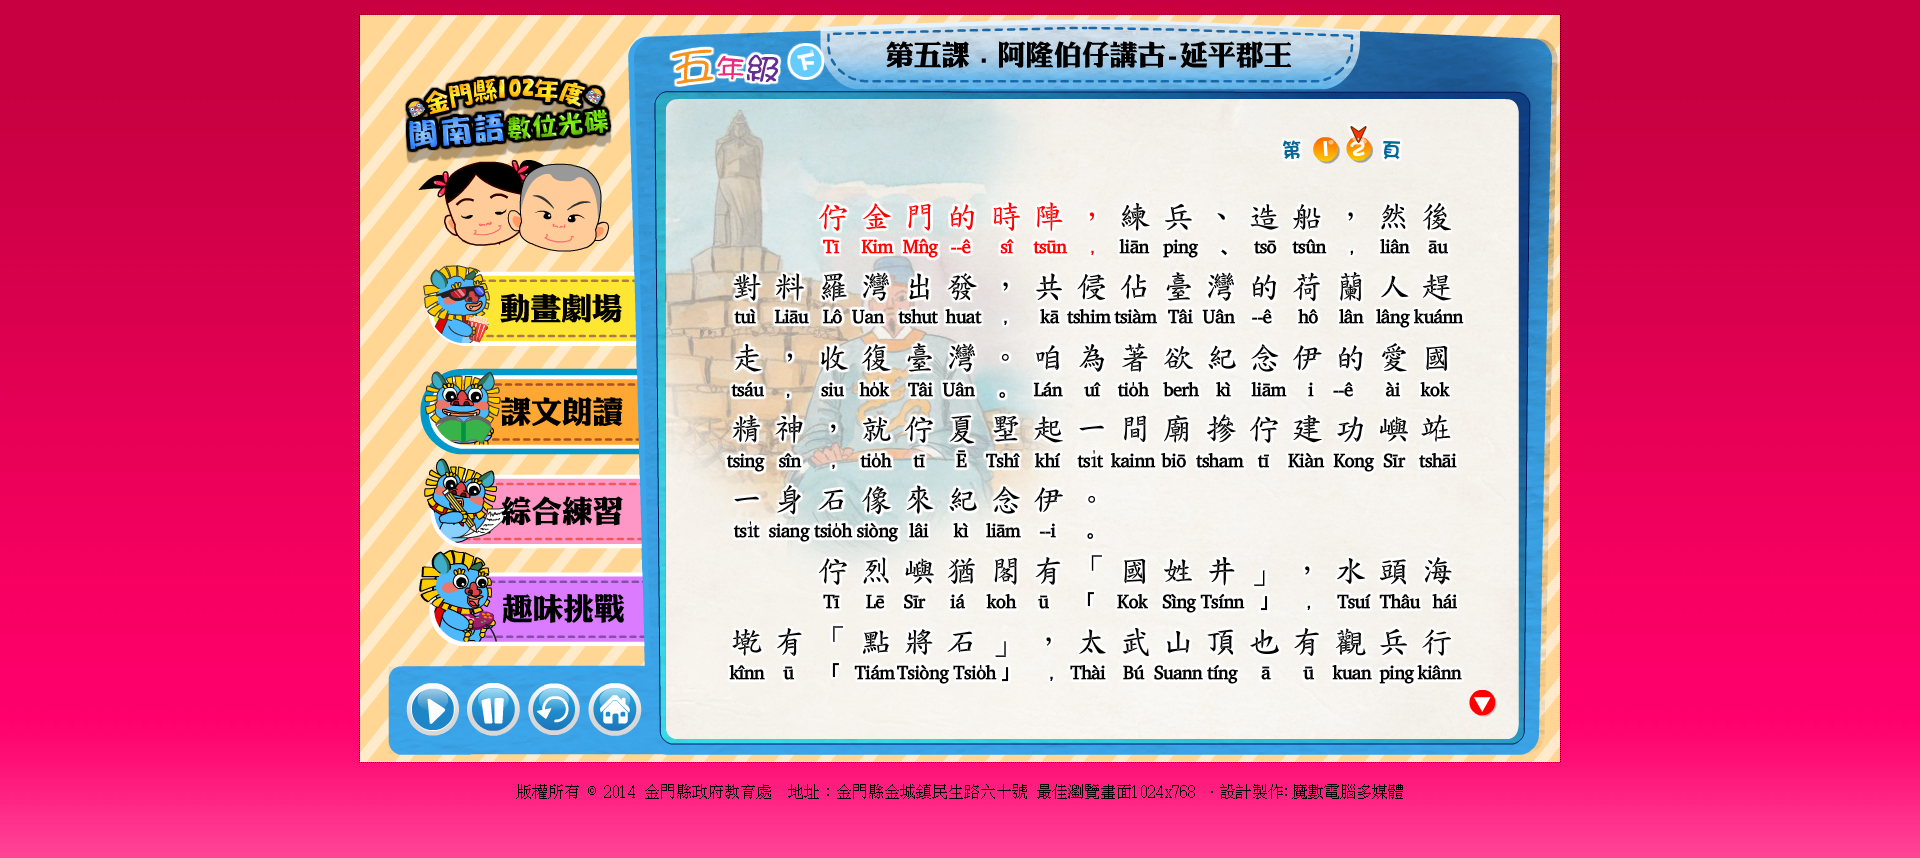 金門縣102年度
閩南語數位光碟
動畫劇場
課文朗讀
綜合練習
趣味挑戰
五年級 下
第五課．阿隆伯仔講古-延平郡王
第 1 2 頁
佇金門的時陣，練兵、造船，然後
Tī Kim Mn̂g --ê sî tsūn ， liān ping 、 tsō tsûn ， liân āu
對料羅灣出發，共侵佔臺灣的荷蘭人趕
tuì Liāu Lô Uan tshut huat ， kā tshim tsiàm Tâi Uân --ê hô lân lâng kuánn
走，收復臺灣。咱為著欲紀念伊的愛國
tsáu ， siu ho̍k Tâi Uân 。 Lán uî tio̍h berh kì liām i --ê ài kok
精神，就佇夏墅起一間廟摻佇建功嶼竝
tsing sîn ， tio̍h tī Ē Tshî khí tsi̍t kainn biō tsham tī Kiàn Kong Sīr tshāi
一身石像來紀念伊。
tsi̍t siang tsio̍h siòng lâi kì liām --i 。
佇烈嶼猶閣有「國姓井」，水頭海
Tī Lē Sīr iá koh ū 「 Kok Sìng Tsínn 」 ， Tsuí Thâu hái
墘有「點將石」，太武山頂也有觀兵行
kînn ū 「 Tiám Tsiòng Tsio̍h 」 ， Thài Bú Suann tíng ā ū kuan ping kiânn
版權所有 © 2014 金門縣政府教育處　地址：金門縣金城鎮民生路六十號 最佳瀏覽畫面1024x768 ．設計製作:魔數電腦多媒體